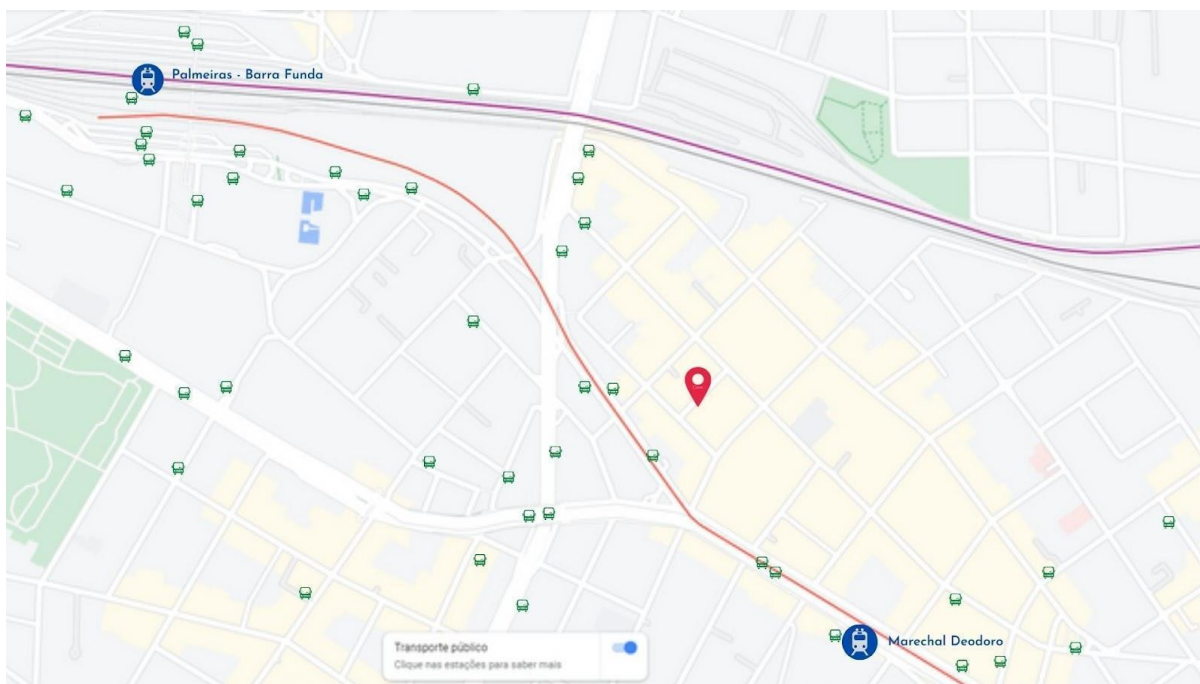 Palmeiras - Barra Funda
Transporte público
Clique nas estações para saber mais
Marechal Deodoro